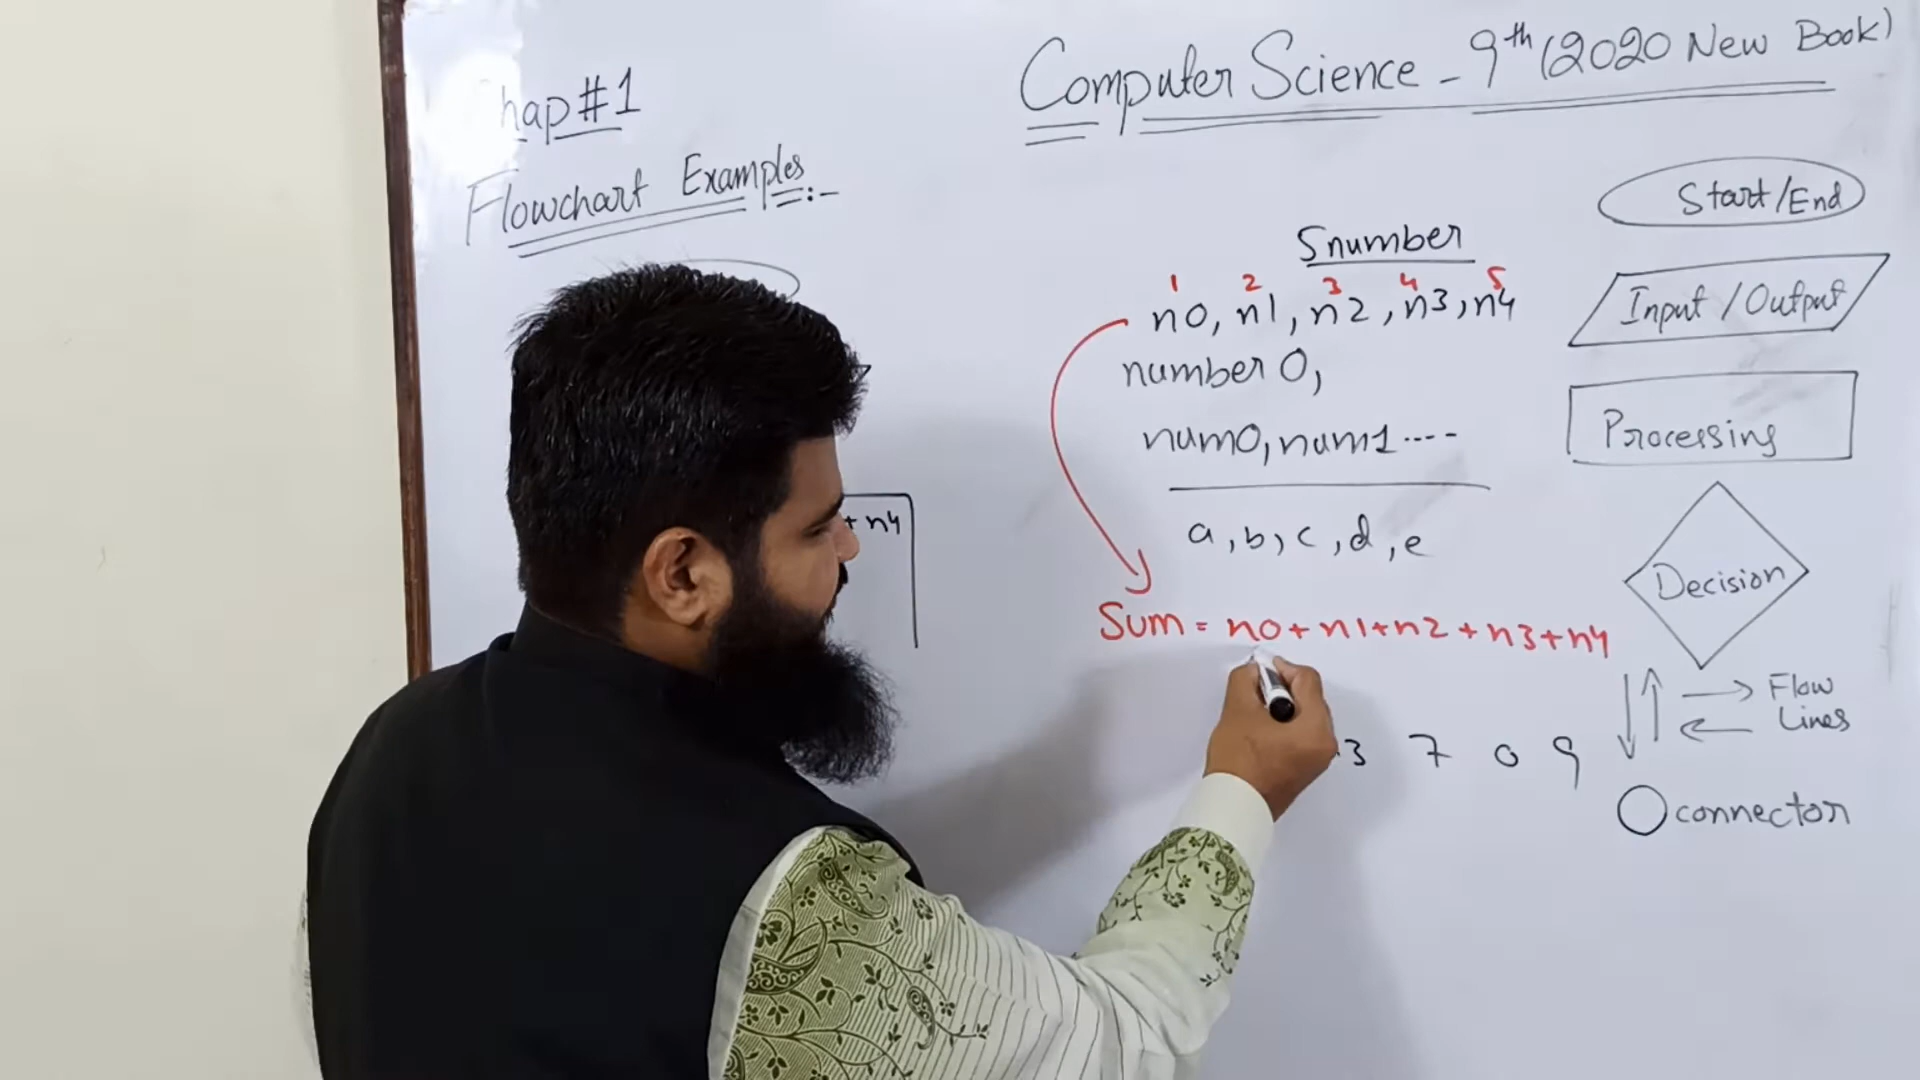 hap#1
Flowchart Examples :-
+ n4
Computer Science - 9th (2020 New Book)
5number
1 2 3 4 5
n0, n1, n2, n3, n4
number0,
num0, num1 ----
a, b, c, d, e
Sum = n0+n1+n2+n3+n4
3 7 0 9
Start/End
Input/Output
Processing
Decision
Flow
Lines
connector